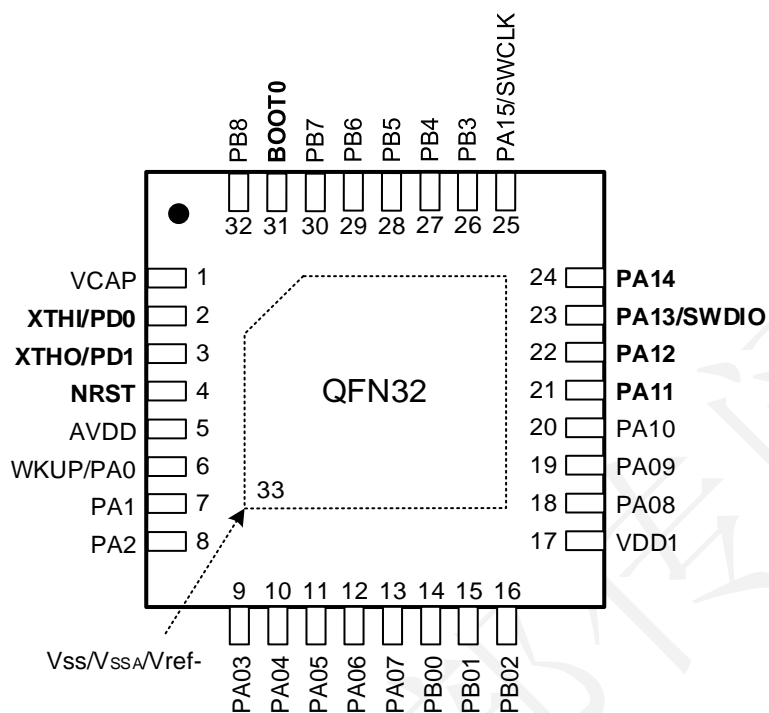 PB8
BOOT0
PB7
PB6
PB5
PB4
PB3
PA15/SWCLK
32
31
30
29
28
27
26
25
VCAP 1
XTHI/PD0 2
XTHO/PD1 3
NRST 4
AVDD 5
WKUP/PA0 6
PA1 7
PA2 8
24 PA14
23 PA13/SWDIO
22 PA12
21 PA11
20 PA10
19 PA09
18 PA08
17 VDD1
QFN32
33
9
10
11
12
13
14
15
16
PA03
PA04
PA05
PA06
PA07
PB00
PB01
PB02
Vss/VSSA/Vref-